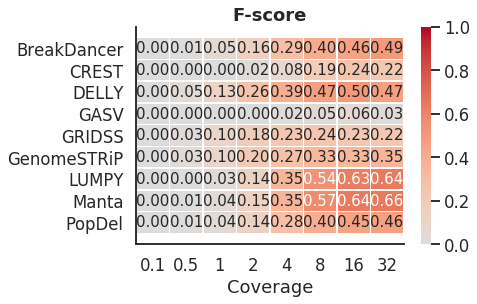 F-score
BreakDancer 0.00 0.01 0.05 0.16 0.29 0.40 0.46 0.49
CREST 0.00 0.00 0.00 0.02 0.08 0.19 0.24 0.22
DELLY 0.00 0.05 0.13 0.26 0.39 0.47 0.50 0.47
GASV 0.00 0.00 0.00 0.00 0.02 0.05 0.06 0.03
GRIDSS 0.00 0.03 0.10 0.18 0.23 0.24 0.23 0.22
GenomeSTRiP 0.00 0.03 0.10 0.20 0.27 0.33 0.33 0.35
LUMPY 0.00 0.00 0.03 0.14 0.35 0.54 0.63 0.64
Manta 0.00 0.01 0.04 0.15 0.35 0.57 0.64 0.66
PopDel 0.00 0.01 0.04 0.14 0.28 0.40 0.45 0.46
0.1 0.5 1 2 4 8 16 32
Coverage
1.0
0.8
0.6
0.4
0.2
0.0